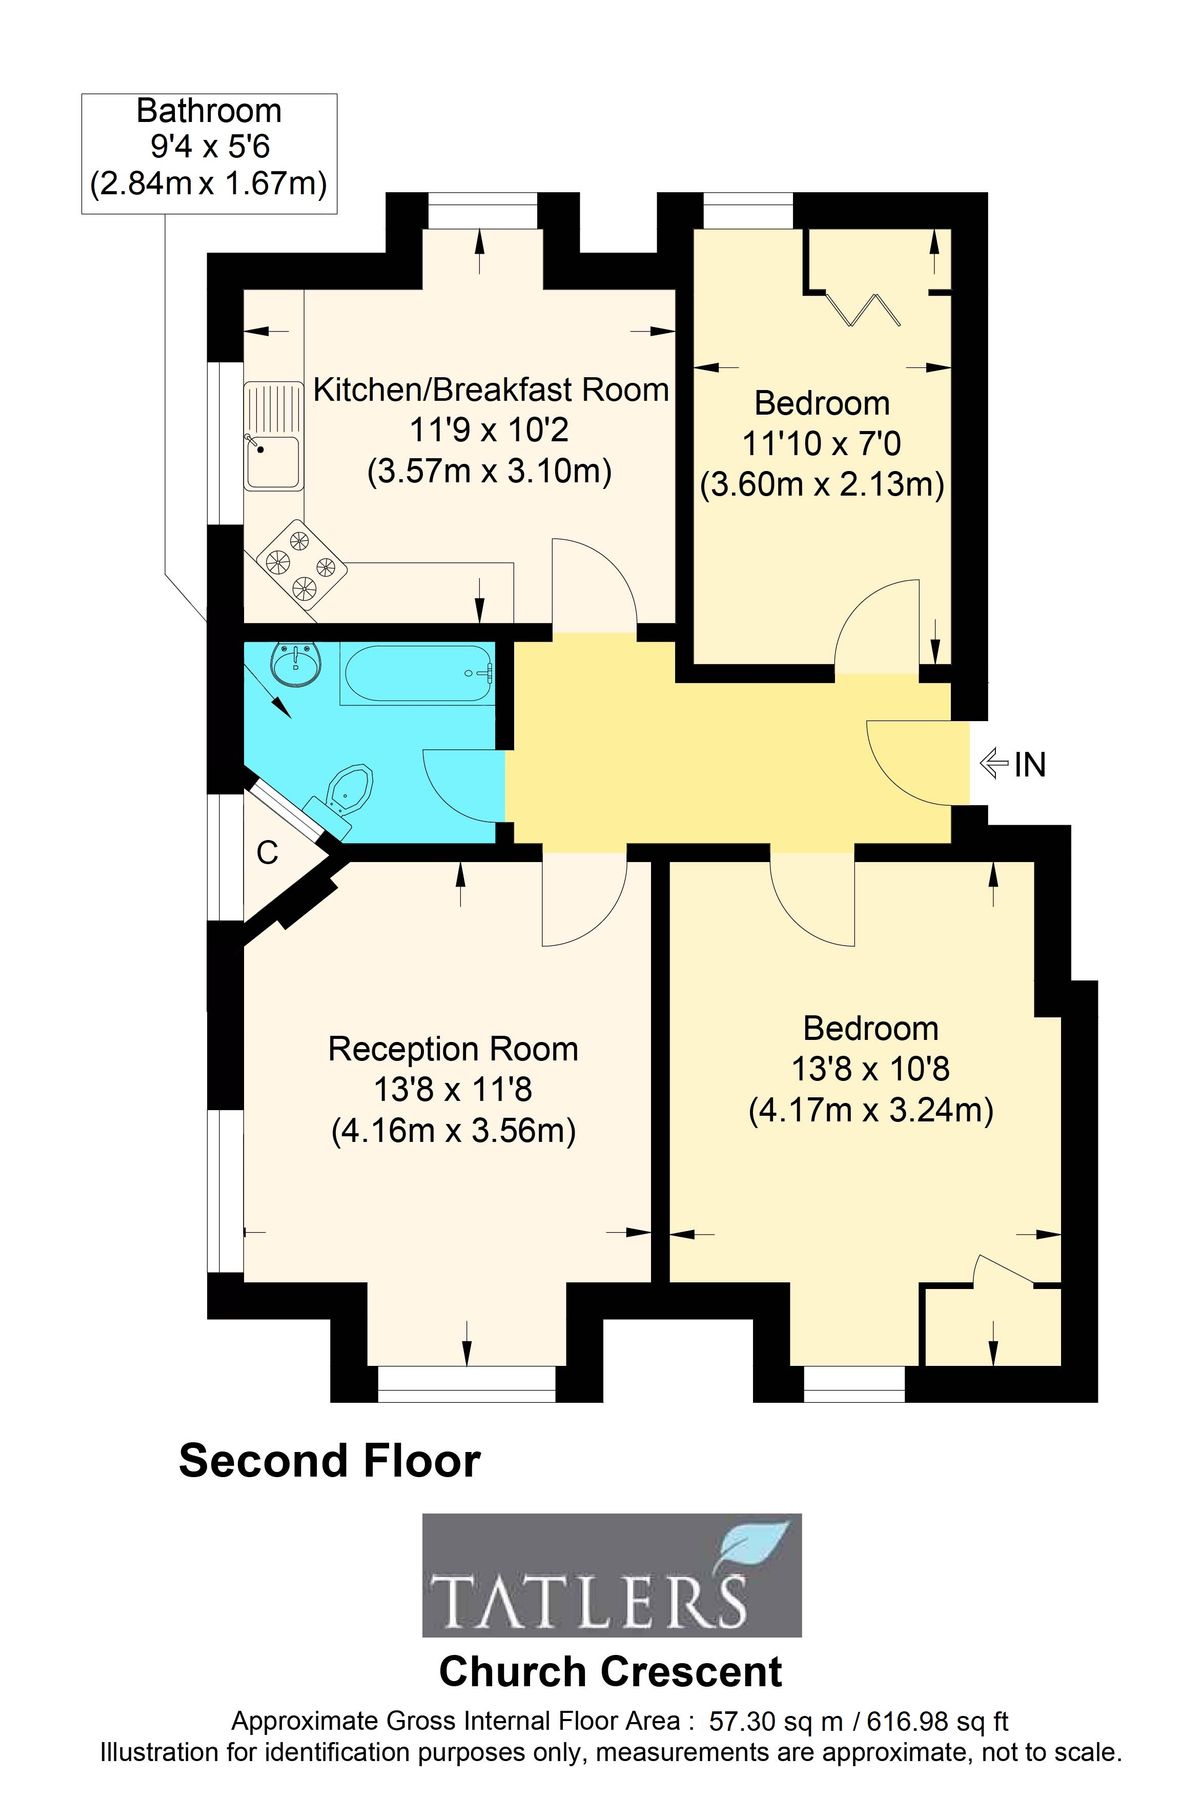 Bathroom
9'4 x 5'6
(2.84m x 1.67m)
Kitchen/Breakfast Room
11'9 x 10'2
(3.57m x 3.10m)
Bedroom
11'10 x 7'0
(3.60m x 2.13m)
IN
C
Reception Room
13'8 x 11'8
(4.16m x 3.56m)
Bedroom
13'8 x 10'8
(4.17m x 3.24m)
Second Floor
TATLERS
Church Crescent
Approximate Gross Internal Floor Area : 57.30 sq m / 616.98 sq ft
Illustration for identification purposes only, measurements are approximate, not to scale.